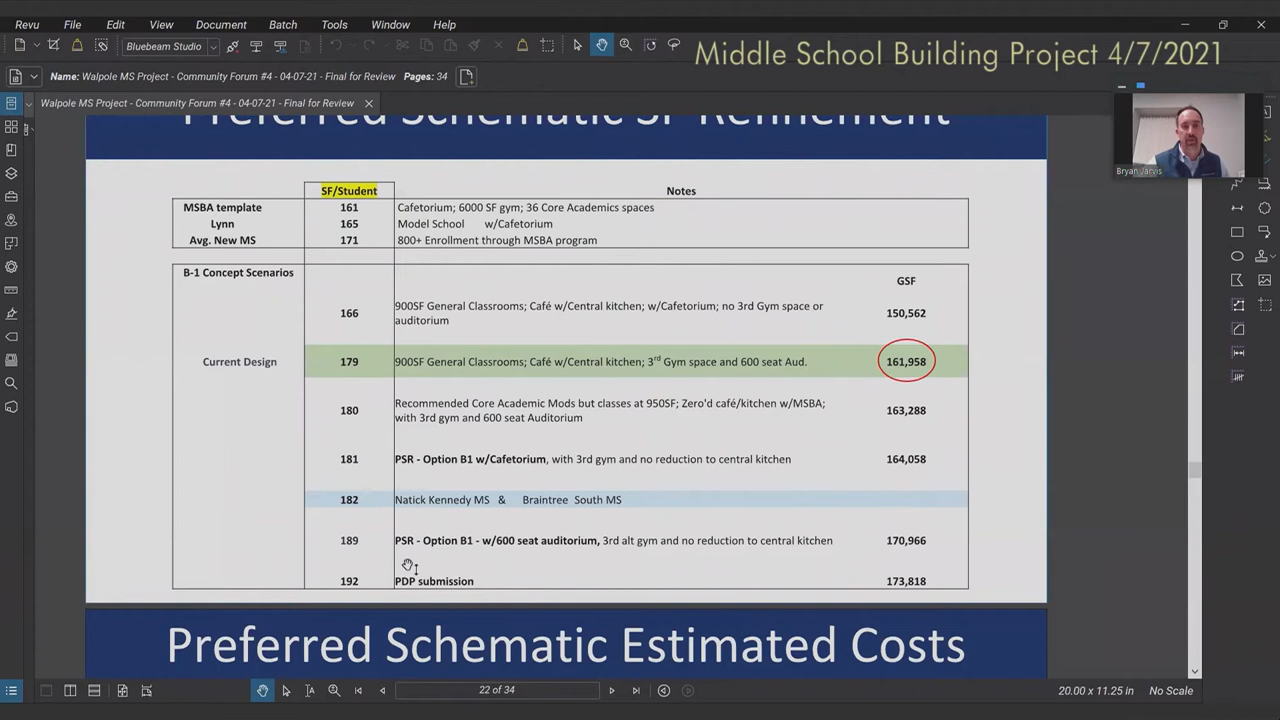 Revu File Edit View Document Batch Tools Window Help
Bluebeam Studio
Middle School Building Project 4/7/2021
Name: Walpole MS Project - Community Forum #4 - 04-07-21 - Final for Review Pages: 34
Walpole MS Project - Community Forum #4 - 04-07-21 - Final for Review
Preferred Schematic SF Refinement
Bryan Jarvis
SF/Student Notes
MSBA template 161 Cafetorium; 6000 SF gym; 36 Core Academics spaces
Lynn 165 Model School w/Cafetorium
Avg. New MS 171 800+ Enrollment through MSBA program
B-1 Concept Scenarios GSF
166 900SF General Classrooms; Café w/Central kitchen; w/Cafetorium; no 3rd Gym space or
auditorium 150,562
Current Design 179 900SF General Classrooms; Café w/Central kitchen; 3rd Gym space and 600 seat Aud. 161,958
180 Recommended Core Academic Mods but classes at 950SF; Zero'd café/kitchen w/MSBA;
with 3rd gym and 600 seat Auditorium 163,288
181 PSR - Option B1 w/Cafetorium, with 3rd gym and no reduction to central kitchen 164,058
182 Natick Kennedy MS & Braintree South MS
189 PSR - Option B1 - w/600 seat auditorium, 3rd alt gym and no reduction to central kitchen 170,966
192 PDP submission 173,818
Preferred Schematic Estimated Costs
22 of 34
20.00 x 11.25 in No Scale